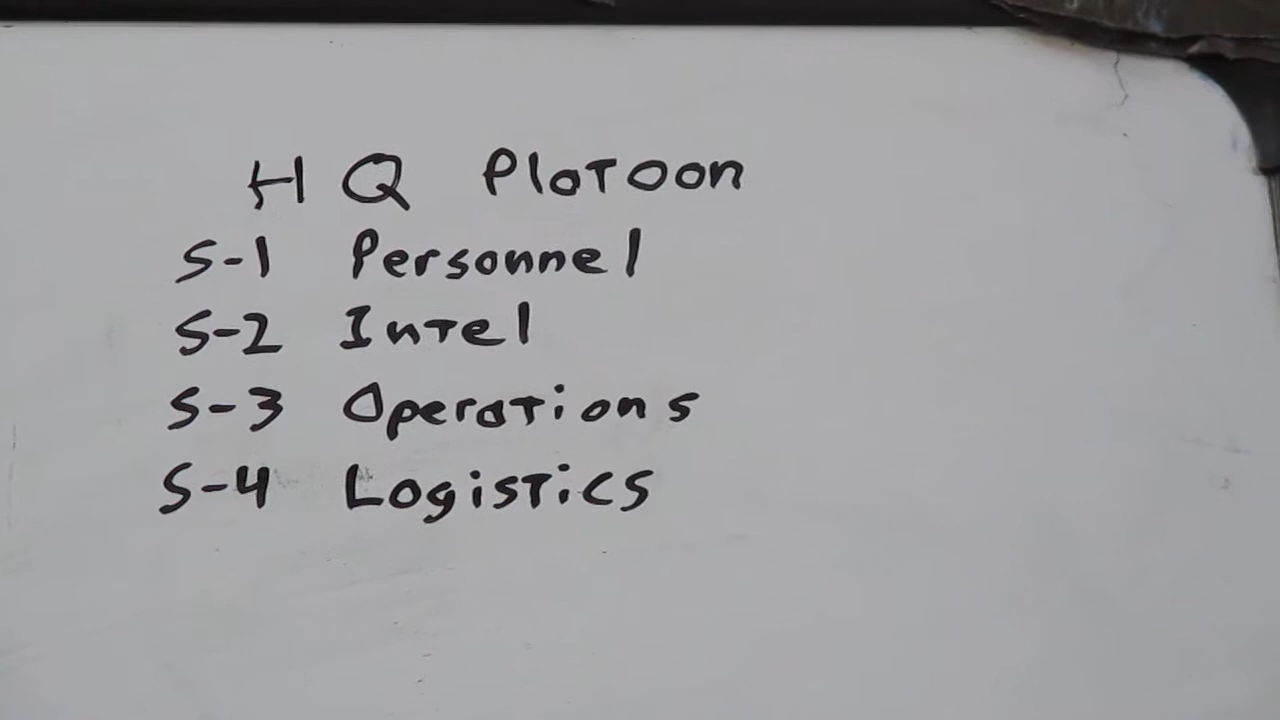 HQ Platoon
S-1 Personnel
S-2 Intel
S-3 Operations
S-4 Logistics